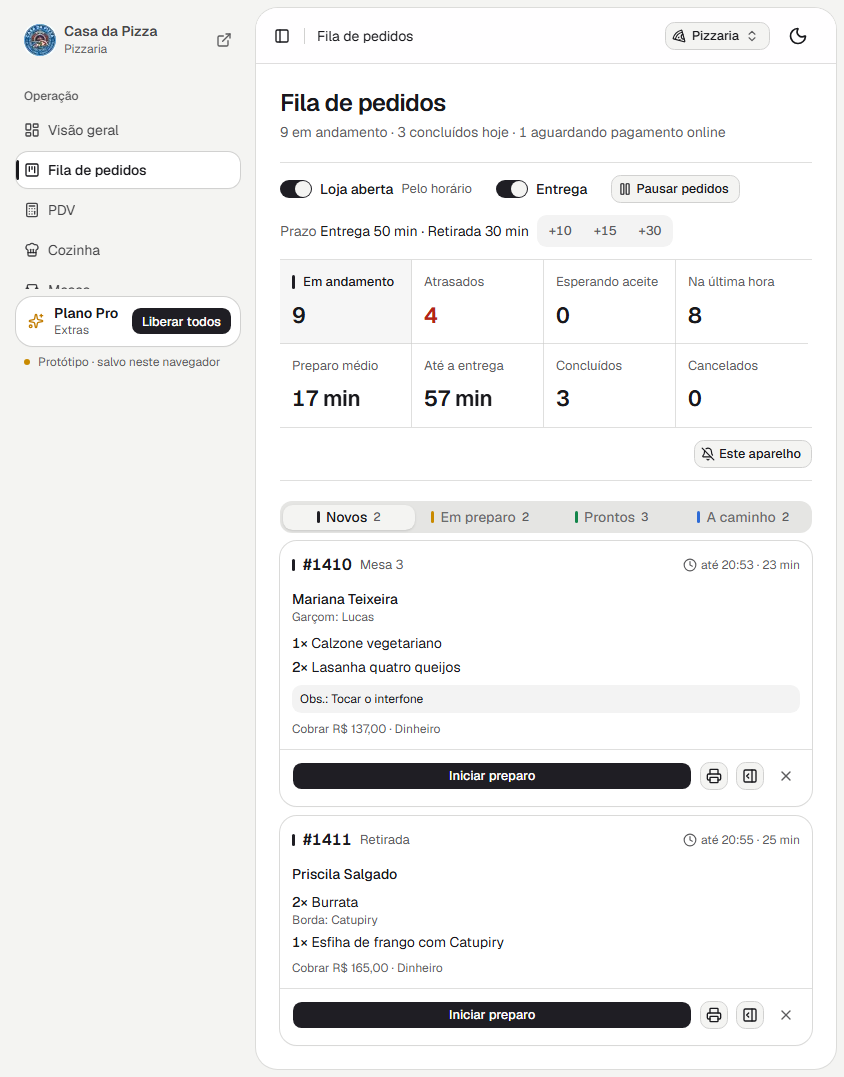 Casa da Pizza
Pizzaria
Operação
Visão geral
Fila de pedidos
PDV
Cozinha
Plano Pro
Extras
Liberar todos
Protótipo · salvo neste navegador
Fila de pedidos
Pizzaria
Fila de pedidos
9 em andamento · 3 concluídos hoje · 1 aguardando pagamento online
Loja aberta Pelo horário Entrega Pausar pedidos
Prazo Entrega 50 min · Retirada 30 min +10 +15 +30
Em andamento Atrasados Esperando aceite Na última hora
9 4 0 8
Preparo médio Até a entrega Concluídos Cancelados
17 min 57 min 3 0
Este aparelho
Novos 2 Em preparo 2 Prontos 3 A caminho 2
#1410 Mesa 3 até 20:53 · 23 min
Mariana Teixeira
Garçom: Lucas
1× Calzone vegetariano
2× Lasanha quatro queijos
Obs.: Tocar o interfone
Cobrar R$ 137,00 · Dinheiro
Iniciar preparo
#1411 Retirada até 20:55 · 25 min
Priscila Salgado
2× Burrata
Borda: Catupiry
1× Esfiha de frango com Catupiry
Cobrar R$ 165,00 · Dinheiro
Iniciar preparo